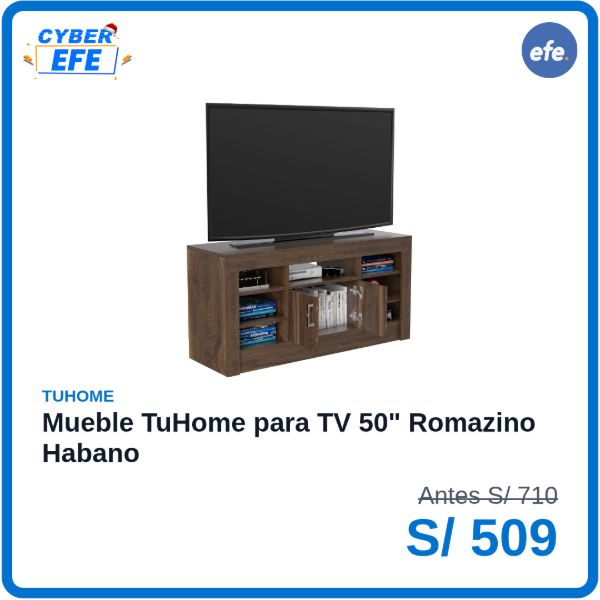 CYBER
EFE
efe.
TUHOME
Mueble TuHome para TV 50" Romazino
Habano
Antes S/ 710
S/ 509